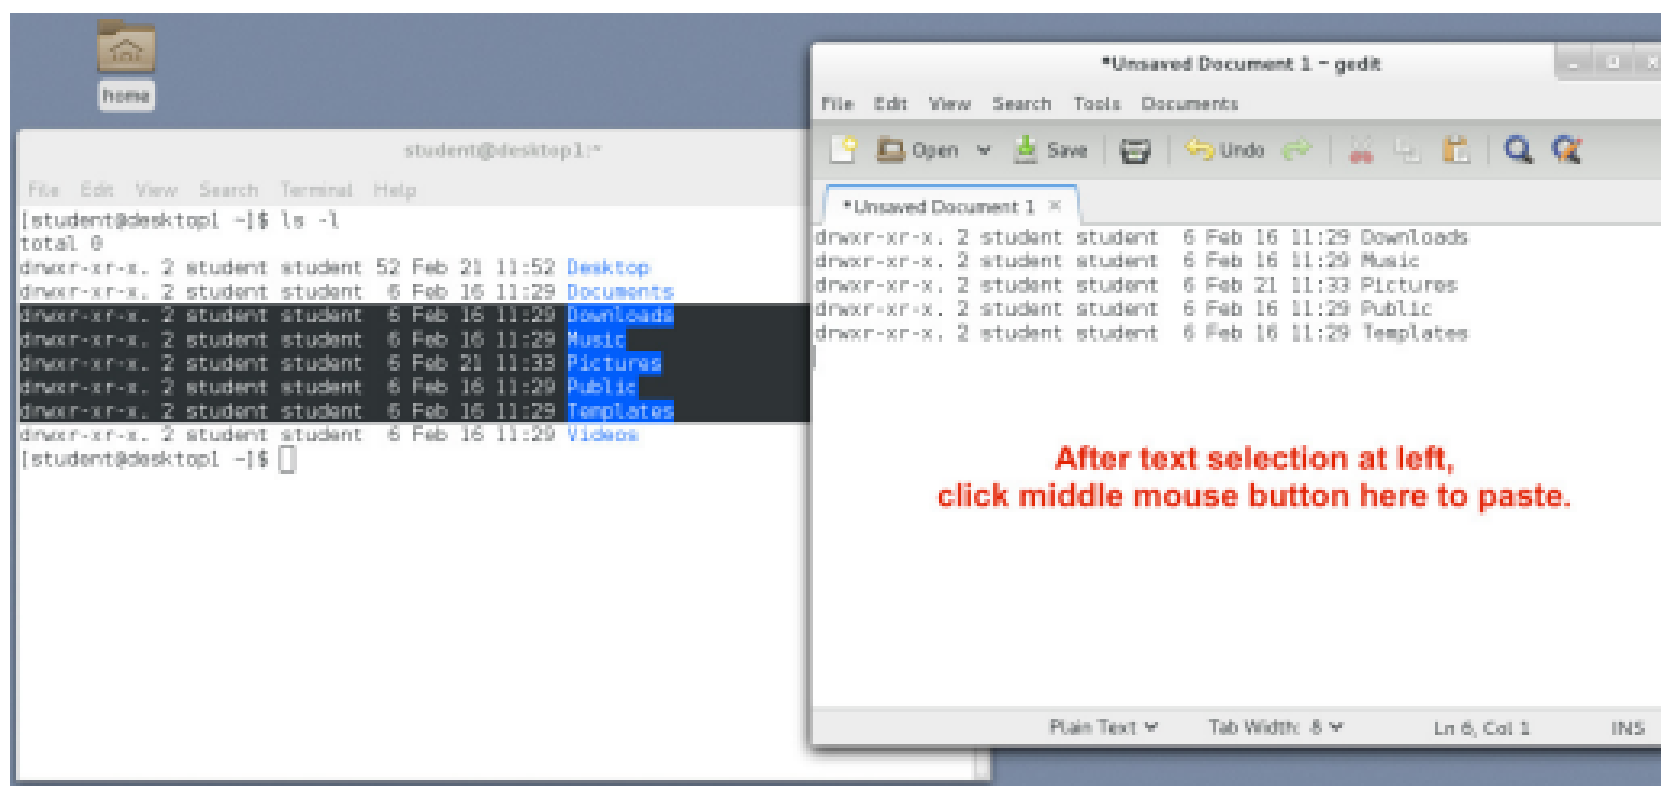 home
student@desktop1:~
File Edit View Search Terminal Help
[student@desktop1 ~]$ ls -l
total 0
drwxr-xr-x. 2 student student 52 Feb 21 11:52 Desktop
drwxr-xr-x. 2 student student  6 Feb 16 11:29 Documents
drwxr-xr-x. 2 student student  6 Feb 16 11:29 Downloads
drwxr-xr-x. 2 student student  6 Feb 16 11:29 Music
drwxr-xr-x. 2 student student  6 Feb 21 11:33 Pictures
drwxr-xr-x. 2 student student  6 Feb 16 11:29 Public
drwxr-xr-x. 2 student student  6 Feb 16 11:29 Templates
drwxr-xr-x. 2 student student  6 Feb 16 11:29 Videos
[student@desktop1 ~]$
*Unsaved Document 1 - gedit
File Edit View Search Tools Documents
Open Save Undo
*Unsaved Document 1
drwxr-xr-x. 2 student student  6 Feb 16 11:29 Downloads
drwxr-xr-x. 2 student student  6 Feb 16 11:29 Music
drwxr-xr-x. 2 student student  6 Feb 21 11:33 Pictures
drwxr-xr-x. 2 student student  6 Feb 16 11:29 Public
drwxr-xr-x. 2 student student  6 Feb 16 11:29 Templates
After text selection at left,
click middle mouse button here to paste.
Plain Text Tab Width: 8 Ln 6, Col 1 INS